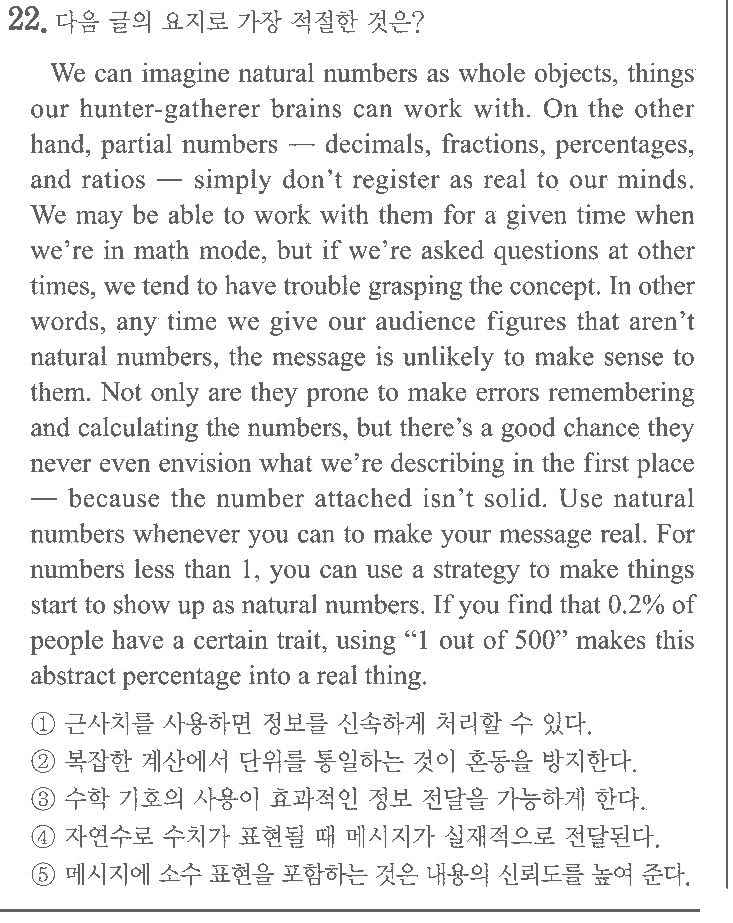 22. 다음 글의 요지로 가장 적절한 것은?
We can imagine natural numbers as whole objects, things
our hunter-gatherer brains can work with. On the other
hand, partial numbers — decimals, fractions, percentages,
and ratios — simply don't register as real to our minds.
We may be able to work with them for a given time when
we're in math mode, but if we're asked questions at other
times, we tend to have trouble grasping the concept. In other
words, any time we give our audience figures that aren't
natural numbers, the message is unlikely to make sense to
them. Not only are they prone to make errors remembering
and calculating the numbers, but there's a good chance they
never even envision what we're describing in the first place
— because the number attached isn't solid. Use natural
numbers whenever you can to make your message real. For
numbers less than 1, you can use a strategy to make things
start to show up as natural numbers. If you find that 0.2% of
people have a certain trait, using “1 out of 500” makes this
abstract percentage into a real thing.
① 근사치를 사용하면 정보를 신속하게 처리할 수 있다.
② 복잡한 계산에서 단위를 통일하는 것이 혼동을 방지한다.
③ 수학 기호의 사용이 효과적인 정보 전달을 가능하게 한다.
④ 자연수로 수치가 표현될 때 메시지가 실재적으로 전달된다.
⑤ 메시지에 소수 표현을 포함하는 것은 내용의 신뢰도를 높여 준다.